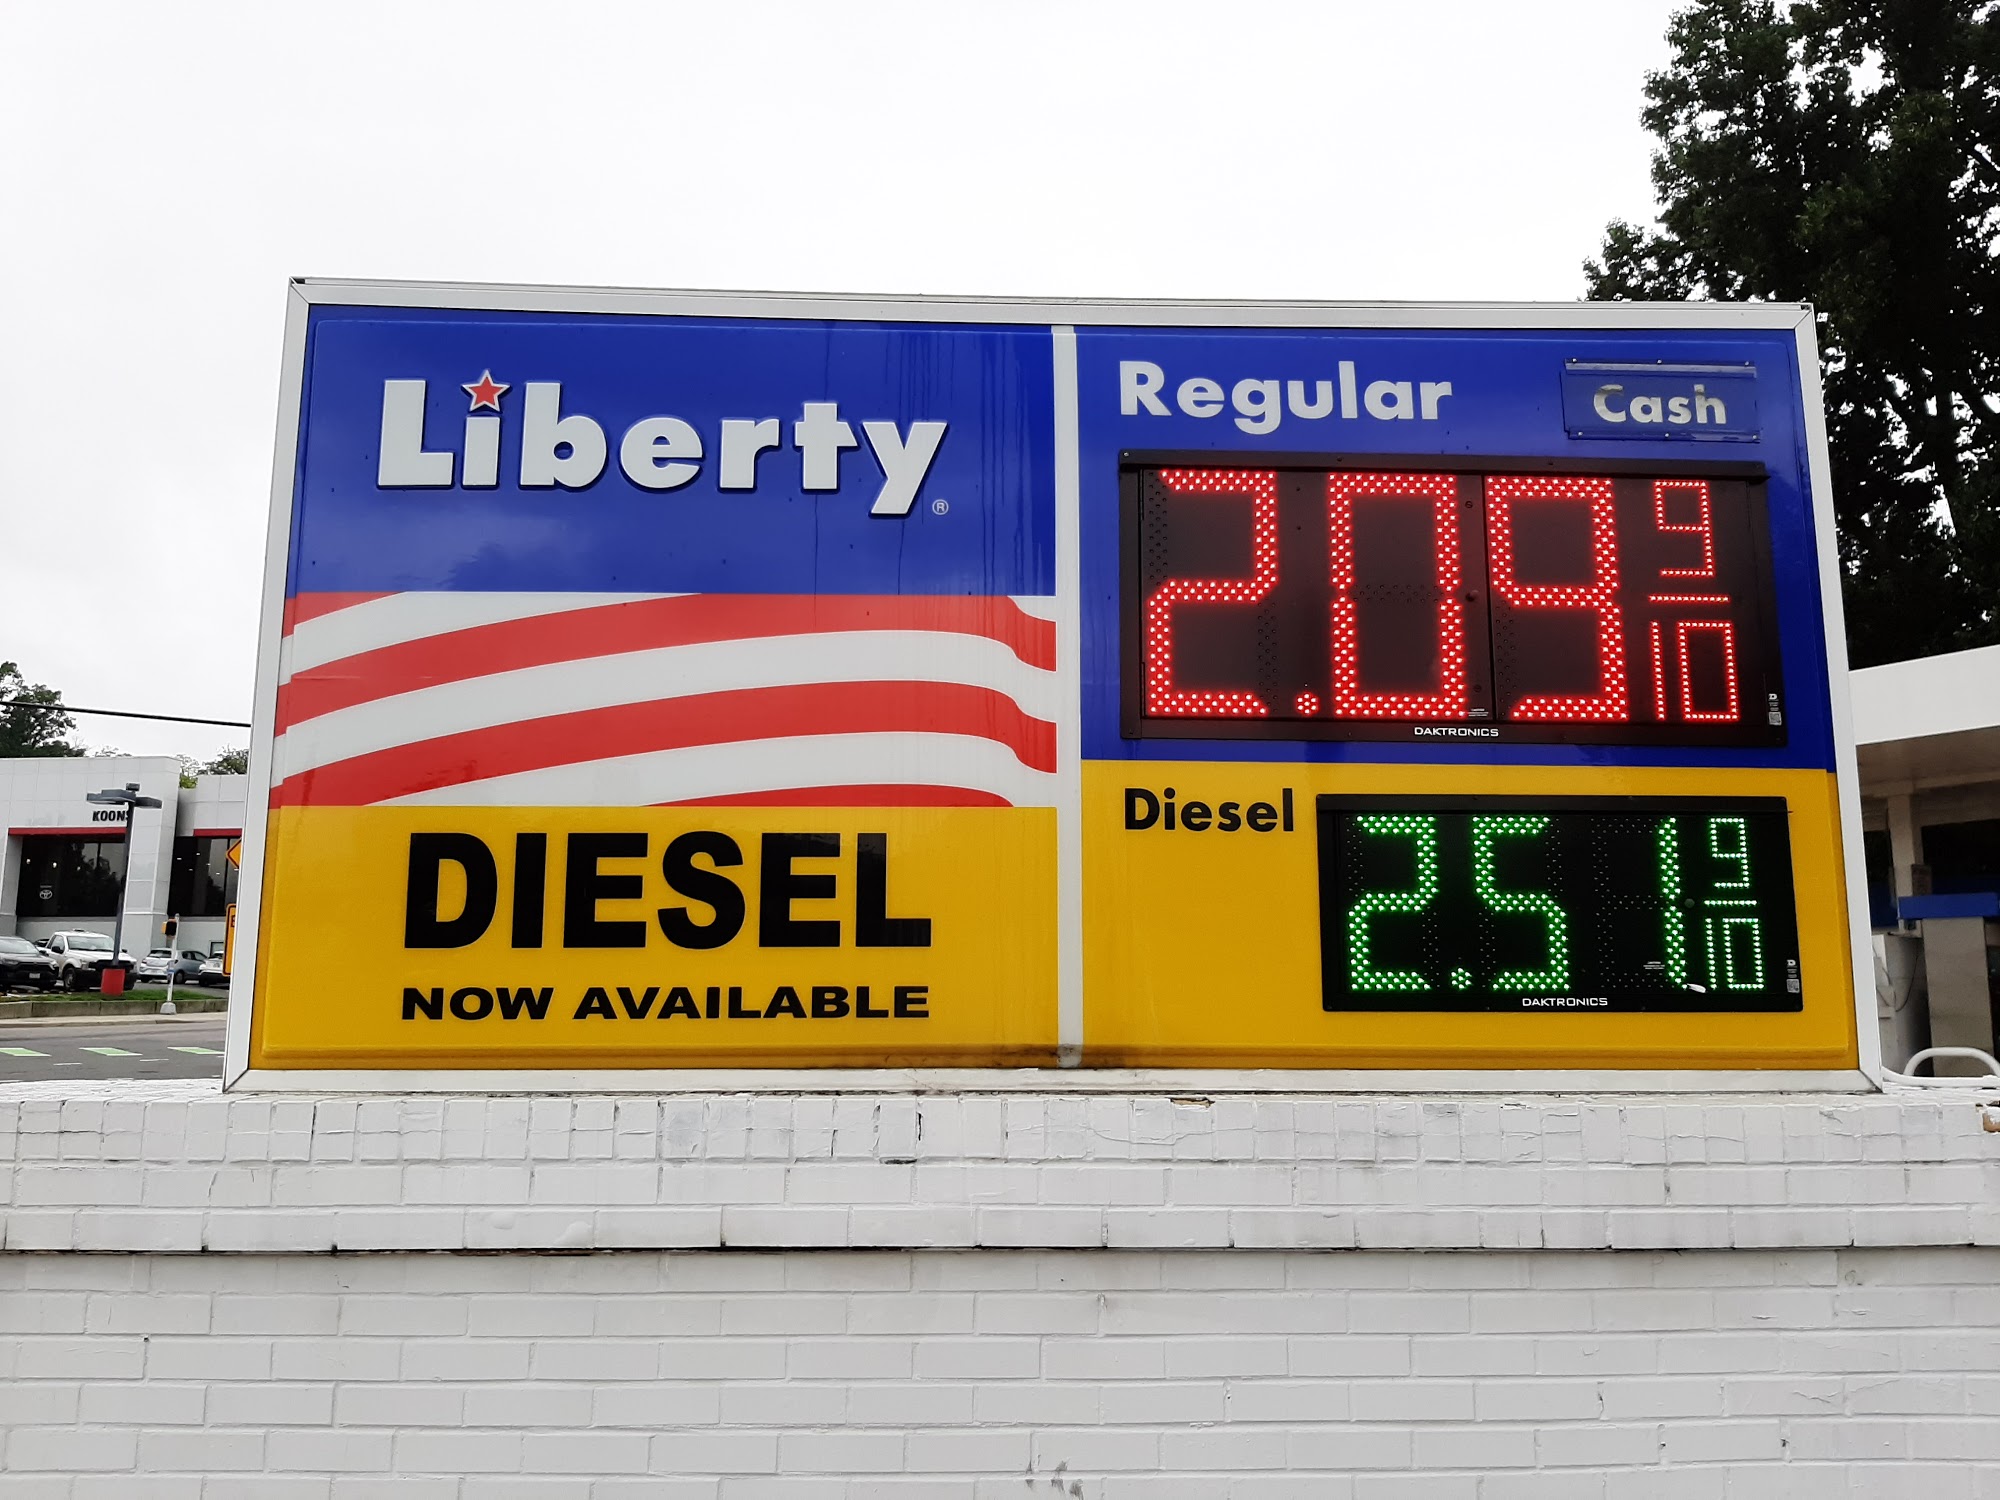 Liberty
®
DIESEL
NOW AVAILABLE
Regular Cash
2.09 9/10
DAKTRONICS
Diesel
2.51 9/10
DAKTRONICS
KOONS